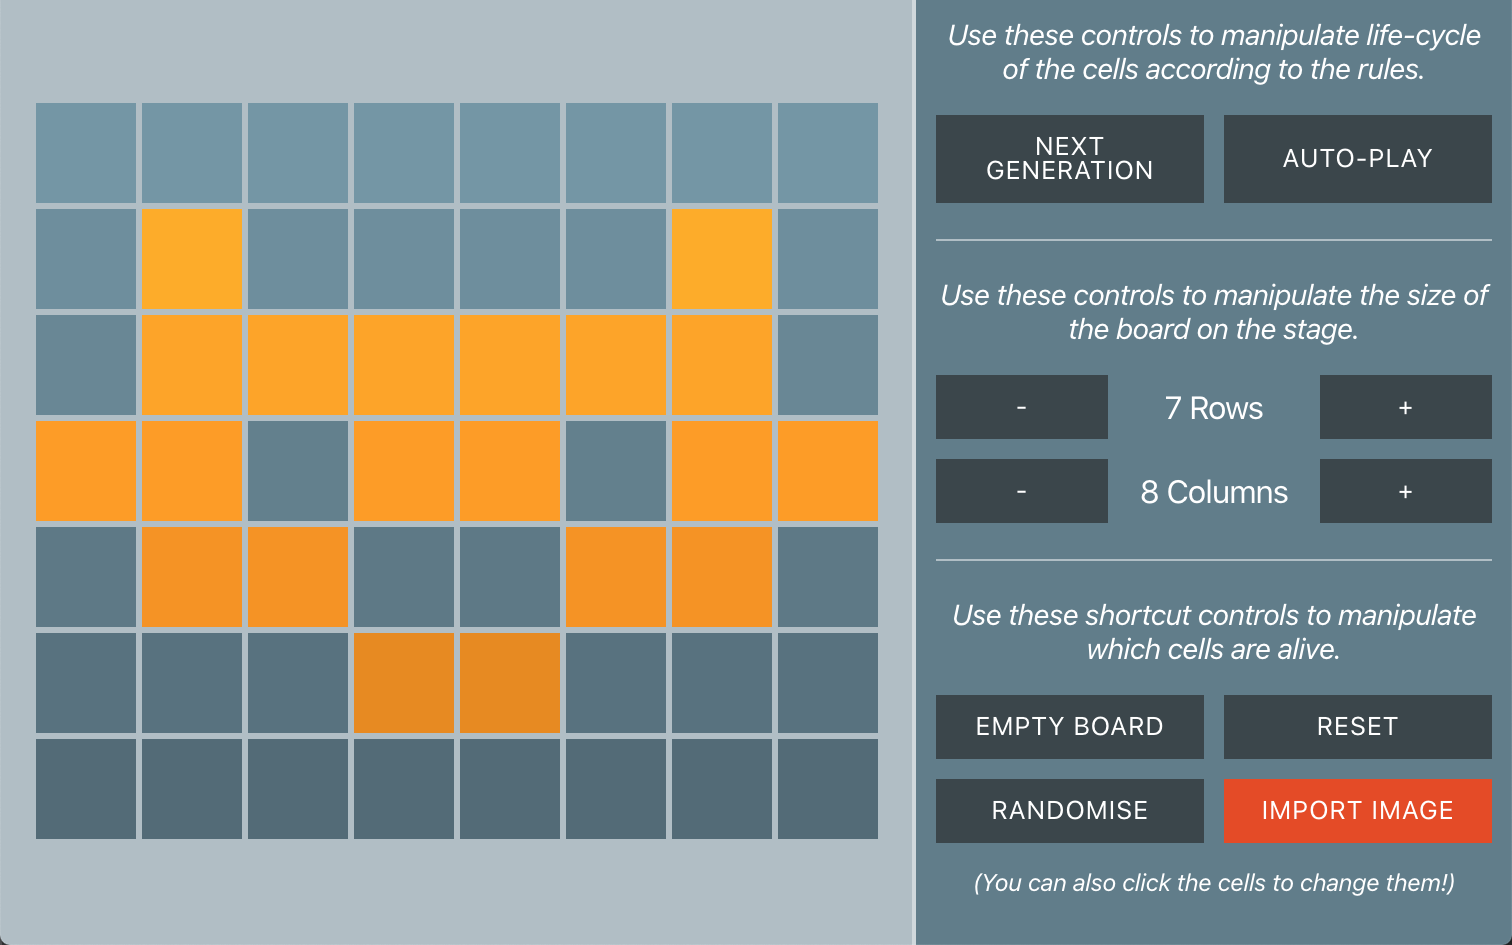 Use these controls to manipulate life-cycle
of the cells according to the rules.
NEXT
GENERATION
AUTO-PLAY
Use these controls to manipulate the size of
the board on the stage.
- 7 Rows +
- 8 Columns +
Use these shortcut controls to manipulate
which cells are alive.
EMPTY BOARD
RESET
RANDOMISE
IMPORT IMAGE
(You can also click the cells to change them!)